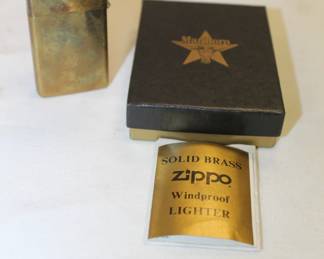 Marlboro
SOLID BRASS
zippo
Windproof
LIGHTER